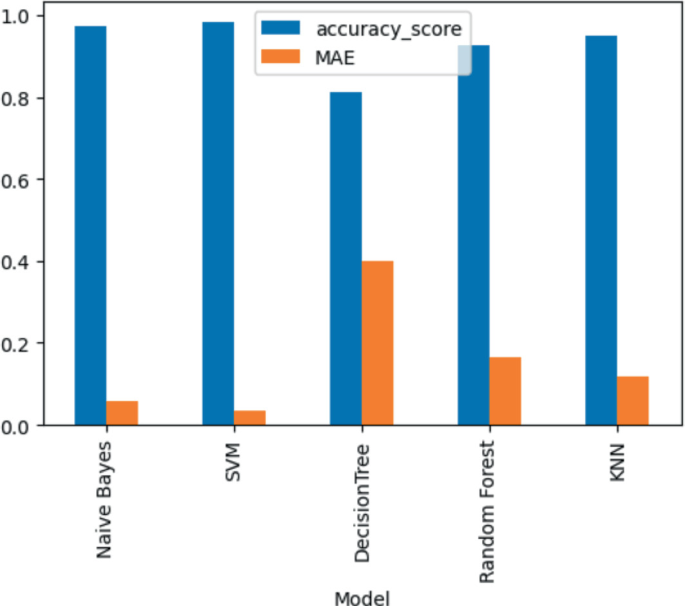 1.0
0.8
0.6
0.4
0.2
0.0
accuracy_score
MAE
Naive Bayes
SVM
DecisionTree
Random Forest
KNN
Model